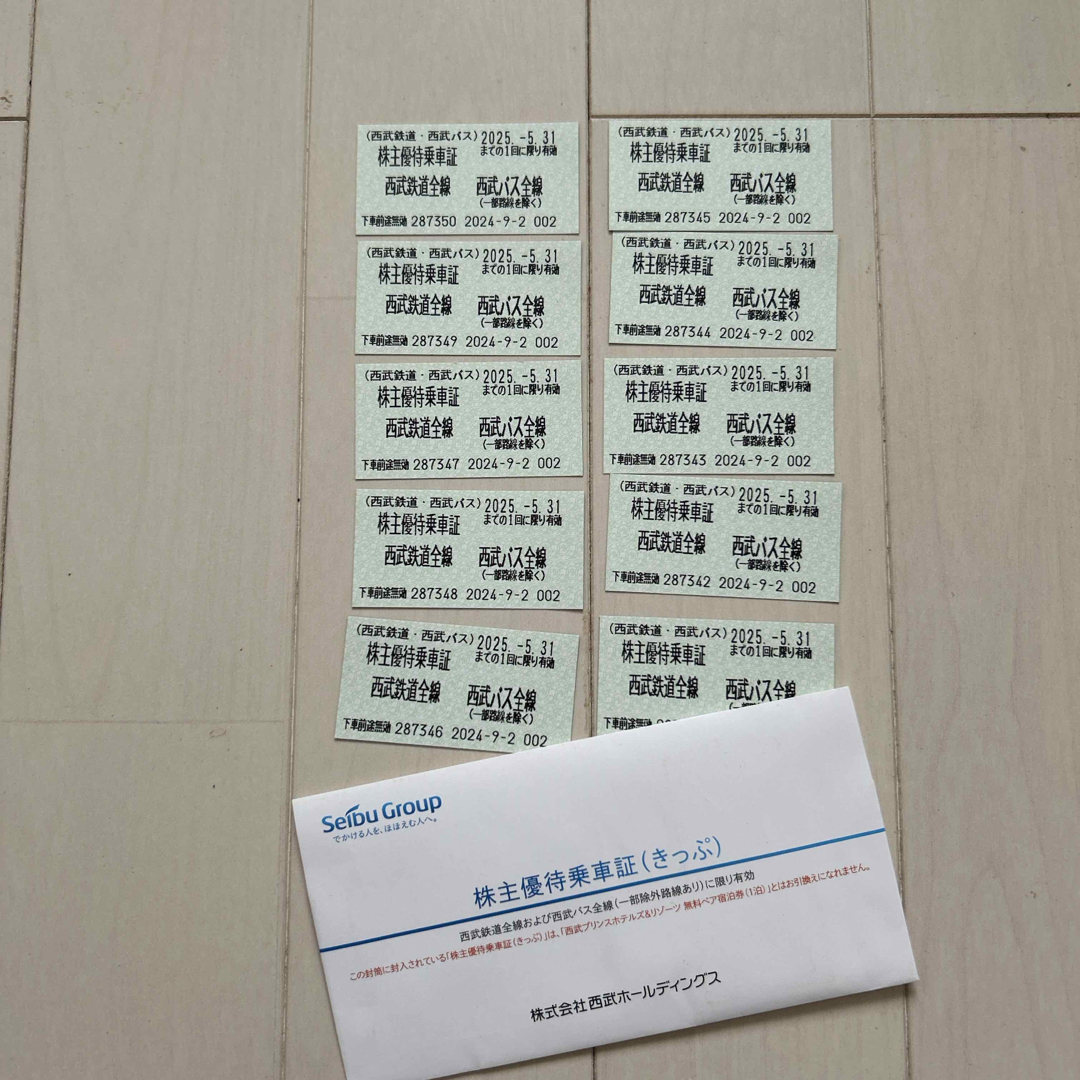 (西武鉄道・西武バス) 2025.-5.31
株主優待乗車証 までの1回に限り有効
西武鉄道全線 西武バス全線
(一部路線を除く)
下車前途無効 287350 2024-9-2 002
(西武鉄道・西武バス) 2025.-5.31
株主優待乗車証 までの1回に限り有効
西武鉄道全線 西武バス全線
(一部路線を除く)
下車前途無効 287349 2024-9-2 002
(西武鉄道・西武バス) 2025.-5.31
株主優待乗車証 までの1回に限り有効
西武鉄道全線 西武バス全線
(一部路線を除く)
下車前途無効 287347 2024-9-2 002
(西武鉄道・西武バス) 2025.-5.31
株主優待乗車証 までの1回に限り有効
西武鉄道全線 西武バス全線
(一部路線を除く)
下車前途無効 287348 2024-9-2 002
(西武鉄道・西武バス) 2025.-5.31
株主優待乗車証 までの1回に限り有効
西武鉄道全線 西武バス全線
(一部路線を除く)
下車前途無効 287346 2024-9-2 002
(西武鉄道・西武バス) 2025.-5.31
株主優待乗車証 までの1回に限り有効
西武鉄道全線 西武バス全線
(一部路線を除く)
下車前途無効 287345 2024-9-2 002
(西武鉄道・西武バス) 2025.-5.31
株主優待乗車証 までの1回に限り有効
西武鉄道全線 西武バス全線
(一部路線を除く)
下車前途無効 287344 2024-9-2 002
(西武鉄道・西武バス) 2025.-5.31
株主優待乗車証 までの1回に限り有効
西武鉄道全線 西武バス全線
(一部路線を除く)
下車前途無効 287343 2024-9-2 002
(西武鉄道・西武バス) 2025.-5.31
株主優待乗車証 までの1回に限り有効
西武鉄道全線 西武バス全線
(一部路線を除く)
下車前途無効 287342 2024-9-2 002
(西武鉄道・西武バス) 2025.-5.31
株主優待乗車証 までの1回に限り有効
西武鉄道全線 西武バス全線
下車前途無効
Seibu Group
でかける人を、ほほえむ人へ。
株主優待乗車証(きっぷ)
西武鉄道全線および西武バス全線(一部除外路線あり)に限り有効
この封筒に封入されている「株主優待乗車証(きっぷ)」は、「西武プリンスホテルズ&リゾーツ 無料ペア宿泊券(1泊)」とはお引換えになれません。
株式会社西武ホールディングス